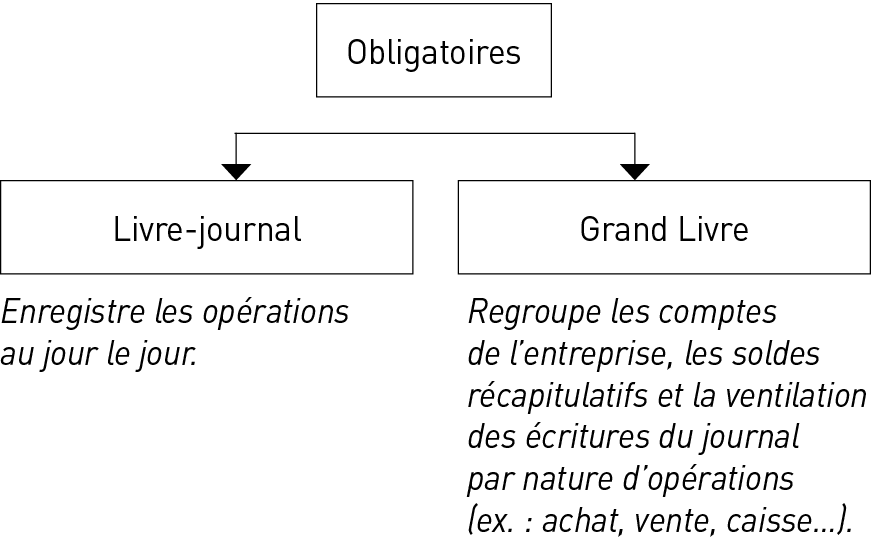 Obligatoires
Livre-journal
Enregistre les opérations
au jour le jour.
Grand Livre
Regroupe les comptes
de l’entreprise, les soldes
récapitulatifs et la ventilation
des écritures du journal
par nature d’opérations
(ex. : achat, vente, caisse...).